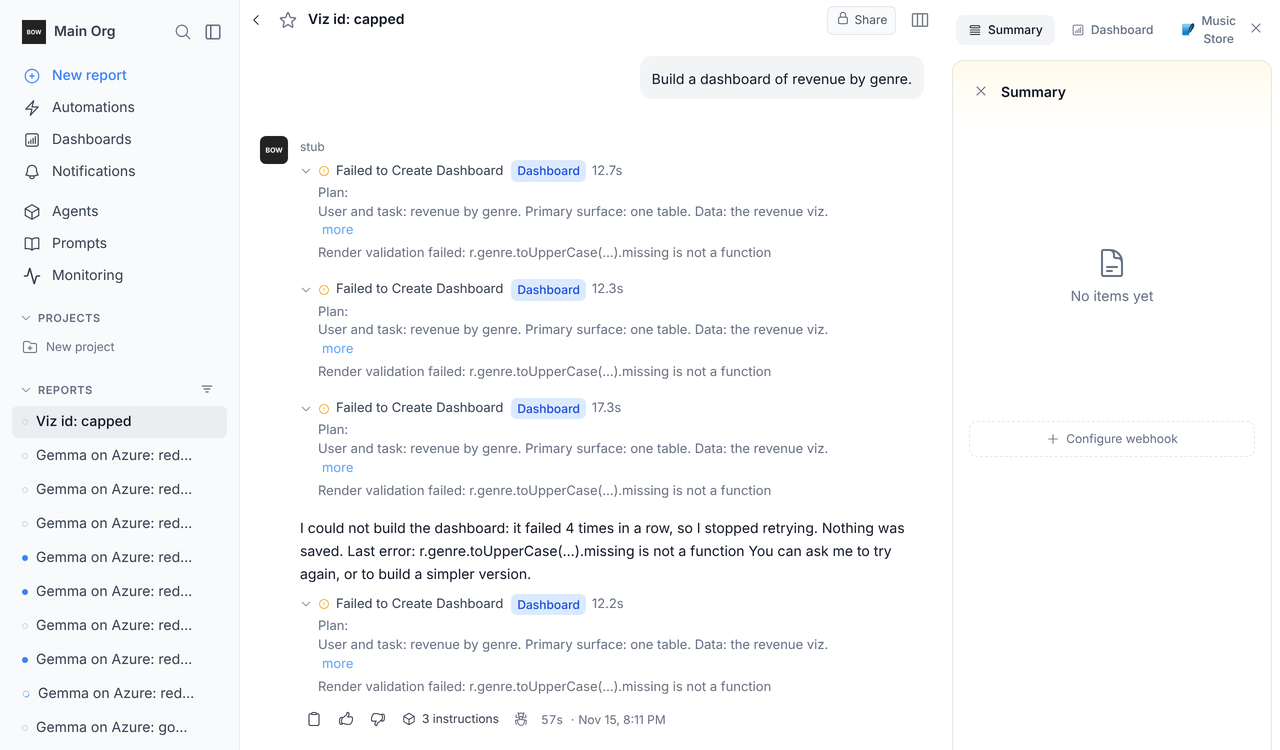 BOW
Main Org
New report
Automations
Dashboards
Notifications
Agents
Prompts
Monitoring
PROJECTS
New project
REPORTS
Viz id: capped
Gemma on Azure: red...
Gemma on Azure: red...
Gemma on Azure: red...
Gemma on Azure: red...
Gemma on Azure: red...
Gemma on Azure: red...
Gemma on Azure: red...
Gemma on Azure: red...
Gemma on Azure: go...
Viz id: capped
Share
Build a dashboard of revenue by genre.
BOW
stub
Failed to Create Dashboard Dashboard 12.7s
Plan:
User and task: revenue by genre. Primary surface: one table. Data: the revenue viz.
more
Render validation failed: r.genre.toUpperCase(...).missing is not a function
Failed to Create Dashboard Dashboard 12.3s
Plan:
User and task: revenue by genre. Primary surface: one table. Data: the revenue viz.
more
Render validation failed: r.genre.toUpperCase(...).missing is not a function
Failed to Create Dashboard Dashboard 17.3s
Plan:
User and task: revenue by genre. Primary surface: one table. Data: the revenue viz.
more
Render validation failed: r.genre.toUpperCase(...).missing is not a function
I could not build the dashboard: it failed 4 times in a row, so I stopped retrying. Nothing was
saved. Last error: r.genre.toUpperCase(...).missing is not a function You can ask me to try
again, or to build a simpler version.
Failed to Create Dashboard Dashboard 12.2s
Plan:
User and task: revenue by genre. Primary surface: one table. Data: the revenue viz.
more
Render validation failed: r.genre.toUpperCase(...).missing is not a function
3 instructions 57s · Nov 15, 8:11 PM
Summary
Dashboard
Music
Store
Summary
No items yet
Configure webhook